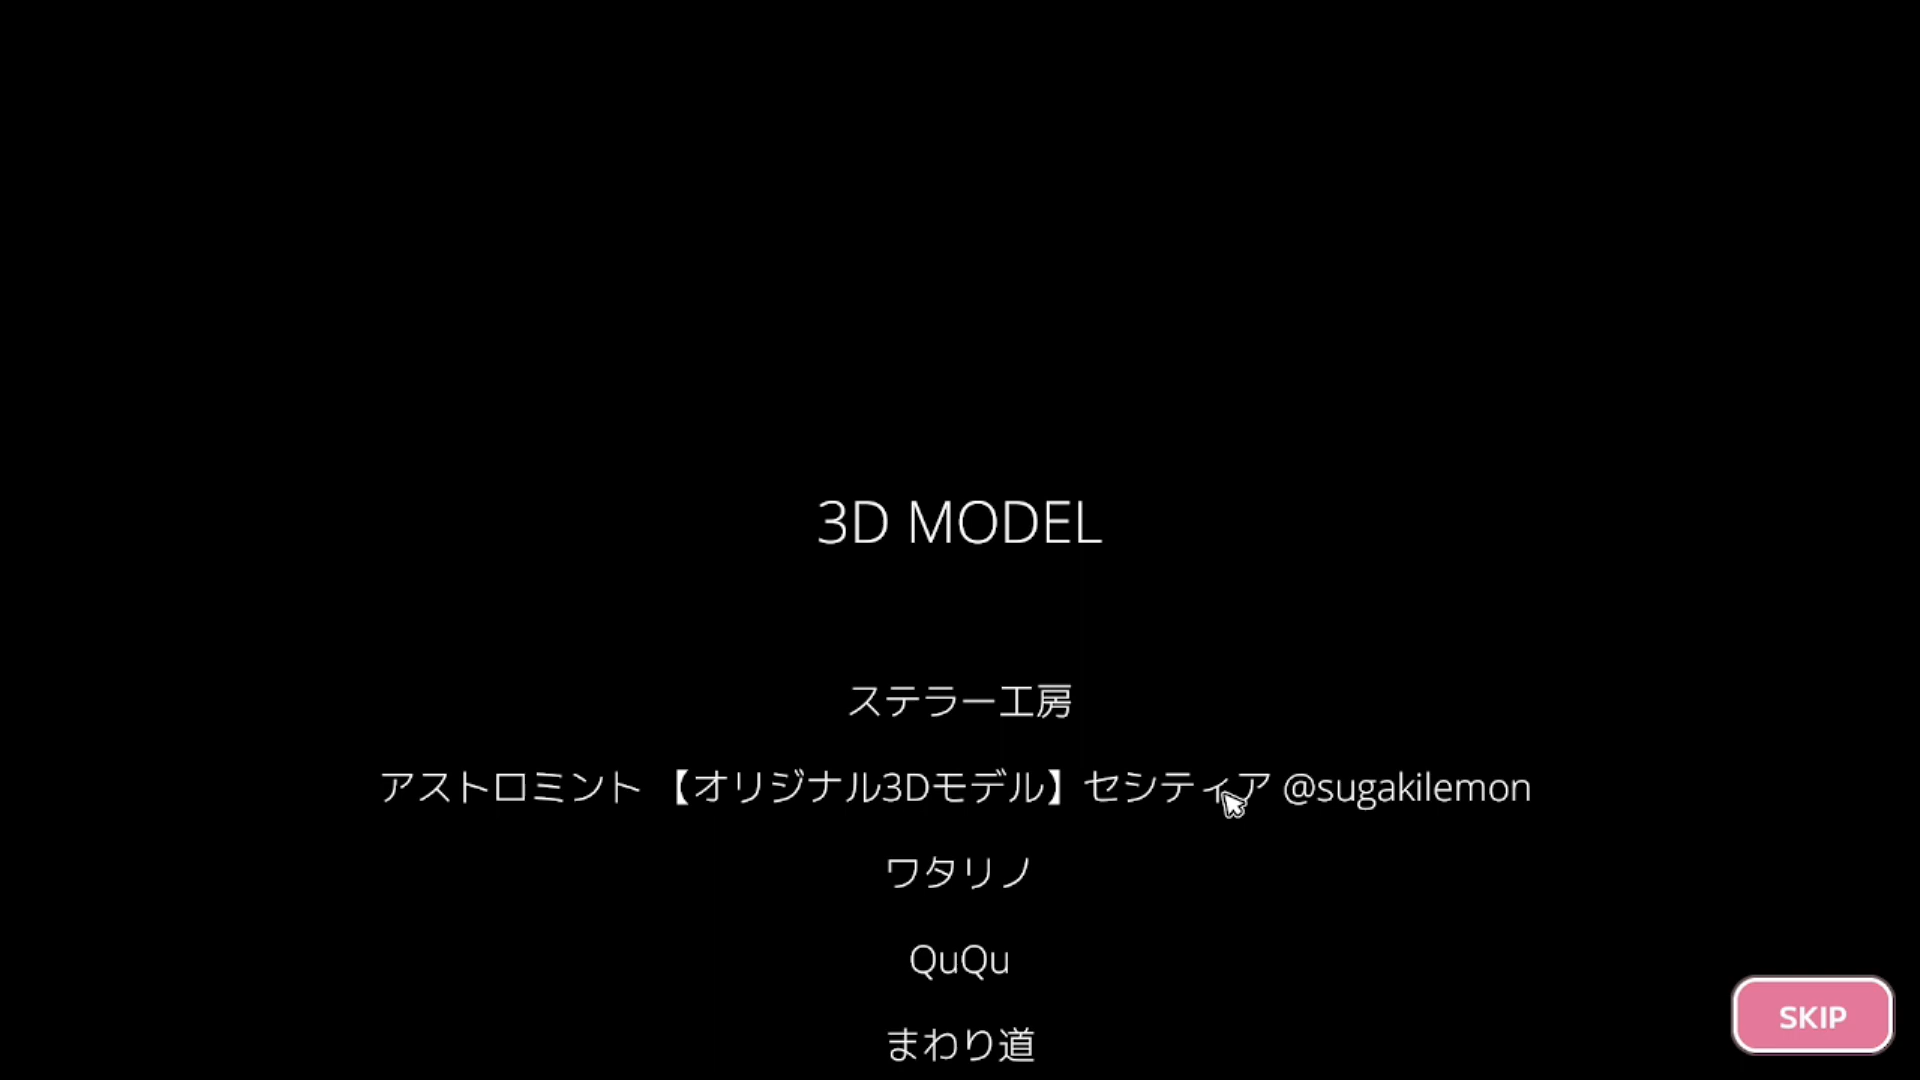 3D MODEL
ステラー工房
アストロミント 【オリジナル3Dモデル】セシティア @sugakilemon
ワタリノ
QuQu
まわり道
SKIP